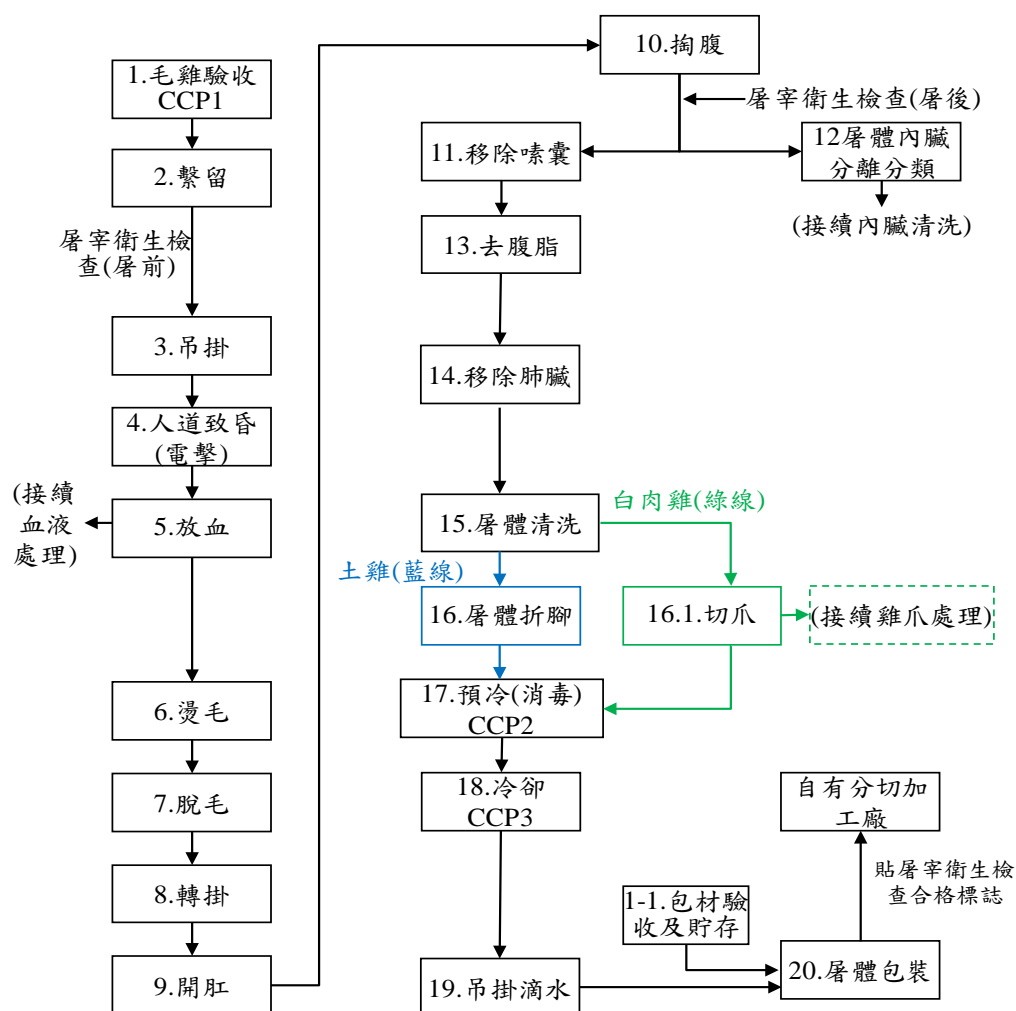 1.毛雞驗收
CCP1
2.繫留
屠宰衛生檢
查(屠前)
3.吊掛
4.人道致昏
(電擊)
(接續
血液
處理)
5.放血
6.燙毛
7.脫毛
8.轉掛
9.開肛
10.掏腹
屠宰衛生檢查(屠後)
11.移除嗉囊
12屠體內臟
分離分類
(接續內臟清洗)
13.去腹脂
14.移除肺臟
15.屠體清洗
白肉雞(綠線)
土雞(藍線)
16.屠體折腳
16.1.切爪
(接續雞爪處理)
17.預冷(消毒)
CCP2
18.冷卻
CCP3
19.吊掛滴水
1-1.包材驗
收及貯存
20.屠體包裝
貼屠宰衛生檢
查合格標誌
自有分切加
工廠